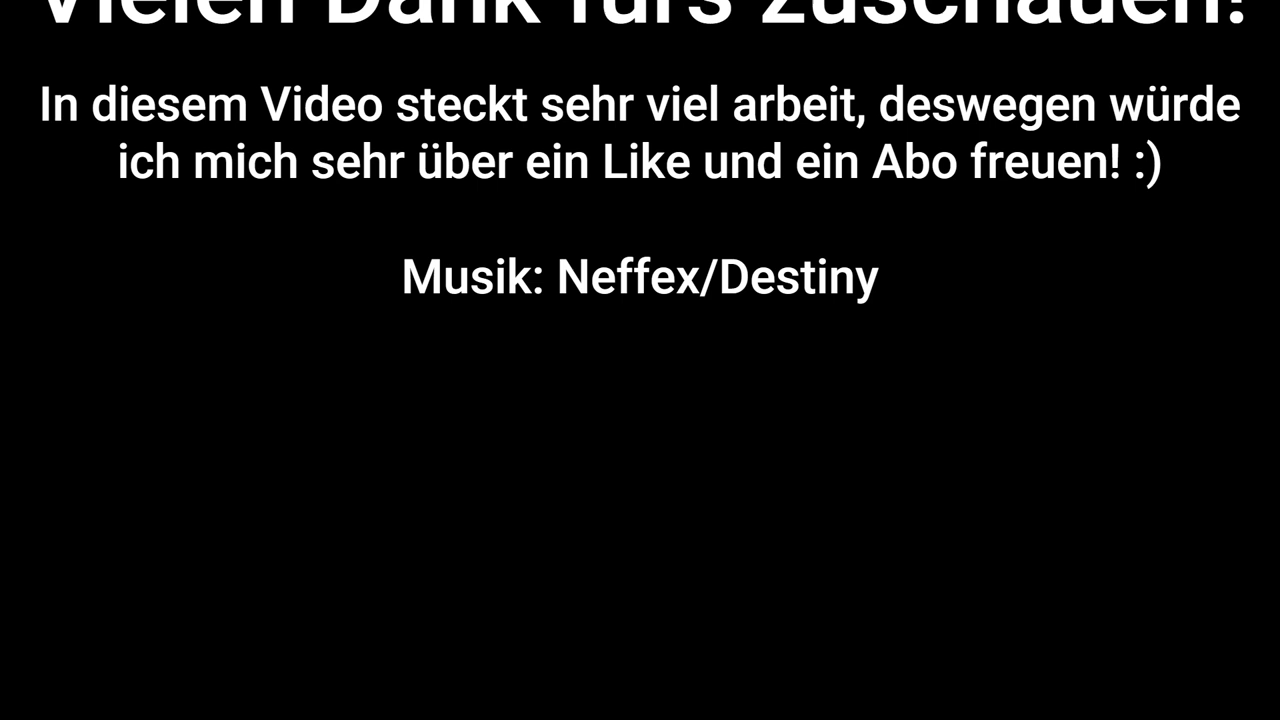 Vielen Dank fürs zuschauen!
In diesem Video steckt sehr viel arbeit, deswegen würde
ich mich sehr über ein Like und ein Abo freuen! :)
Musik: Neffex/Destiny